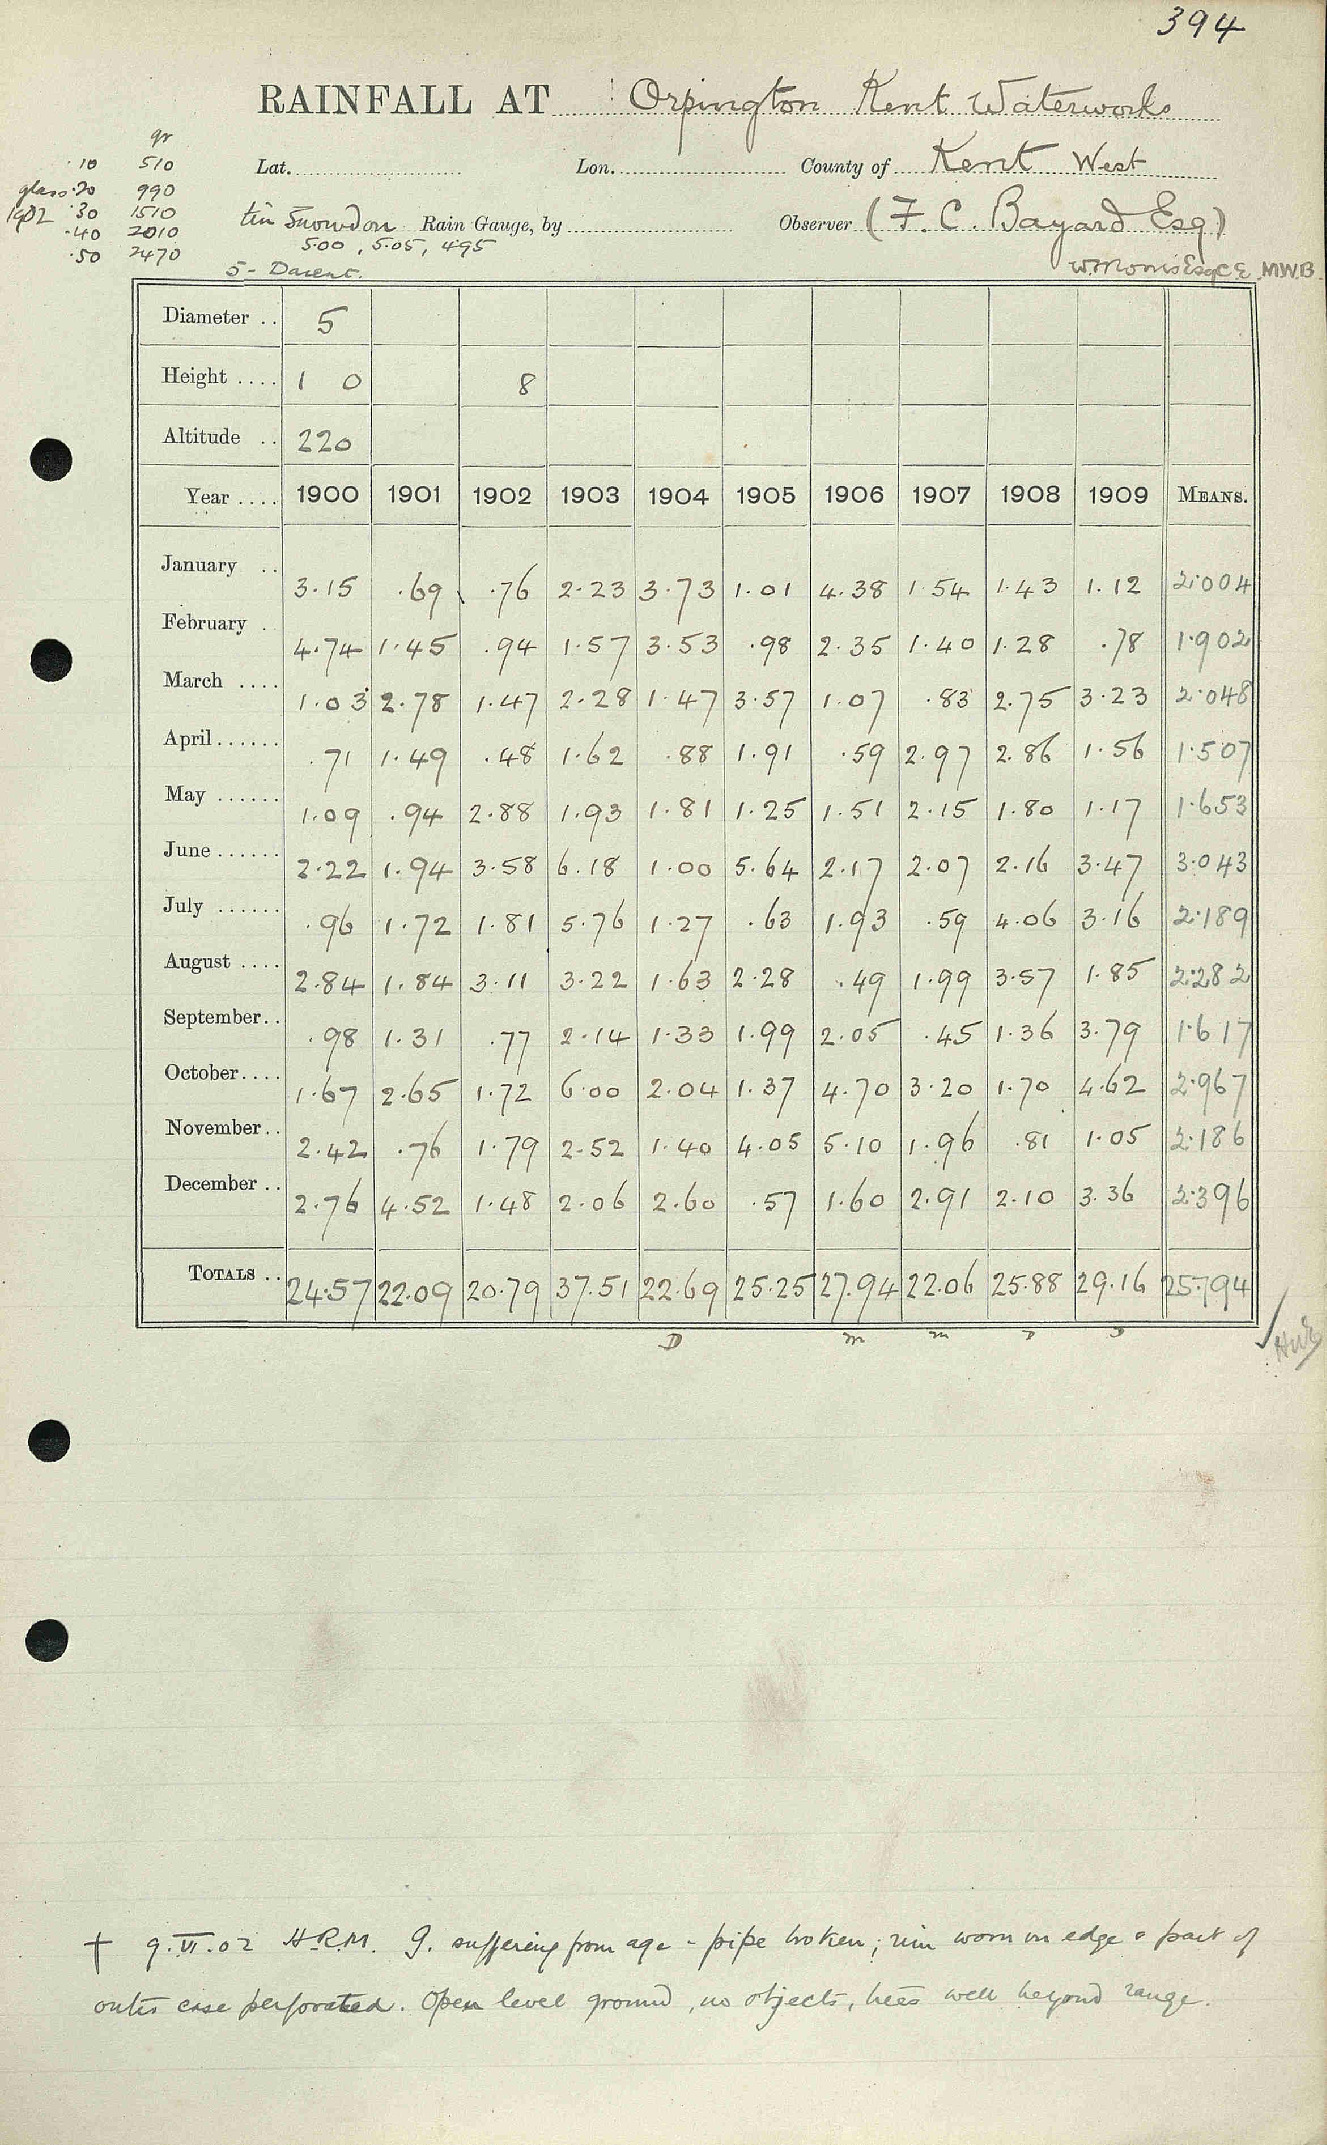 394
RAINFALL AT Orpington Kent Waterworks
gr
.10 510
glass .20 990
1902 .30 1510
.40 2010
.50 2470
Lat. Lon. County of Kent West
tin Snowdon Rain Gauge, by Observer (F. C. Bayard Esq)
5.00, 5.05, 4.95
5 - Darent. W Morris Esq C E, M.W.B.
Diameter .. 5
Height .... 1 0 8
Altitude .. 220
Year .... 1900 1901 1902 1903 1904 1905 1906 1907 1908 1909 MEANS.
January .. 3.15 .69 .76 2.23 3.73 1.01 4.38 1.54 1.43 1.12 2.004
February . 4.74 1.45 .94 1.57 3.53 .98 2.35 1.40 1.28 .78 1.902
March .... 1.03 2.78 1.47 2.28 1.47 3.57 1.07 .83 2.75 3.23 2.048
April...... .71 1.49 .48 1.62 .88 1.91 .59 2.97 2.86 1.56 1.507
May ...... 1.09 .94 2.88 1.93 1.81 1.25 1.51 2.15 1.80 1.17 1.653
June...... 2.22 1.94 3.58 6.18 1.00 5.64 2.17 2.07 2.16 3.47 3.043
July ...... .96 1.72 1.81 5.76 1.27 .63 1.93 .59 4.06 3.16 2.189
August .... 2.84 1.84 3.11 3.22 1.63 2.28 .49 1.99 3.57 1.85 2.282
September.. .98 1.31 .77 2.14 1.33 1.99 2.05 .45 1.36 3.79 1.617
October.... 1.67 2.65 1.72 6.00 2.04 1.37 4.70 3.20 1.70 4.62 2.967
November.. 2.42 .76 1.79 2.52 1.40 4.05 5.10 1.96 .81 1.05 2.186
December .. 2.76 4.52 1.48 2.06 2.60 .57 1.60 2.91 2.10 3.36 2.396
TOTALS .. 24.57 22.09 20.79 37.51 22.69 25.25 27.94 22.06 25.88 29.16 25.794
D m m
† 9.VI.02 H.R.M. G. suffering from age - pipe broken; rim worn on edge & part of
outer case perforated. Open level ground, no objects, trees well beyond range.